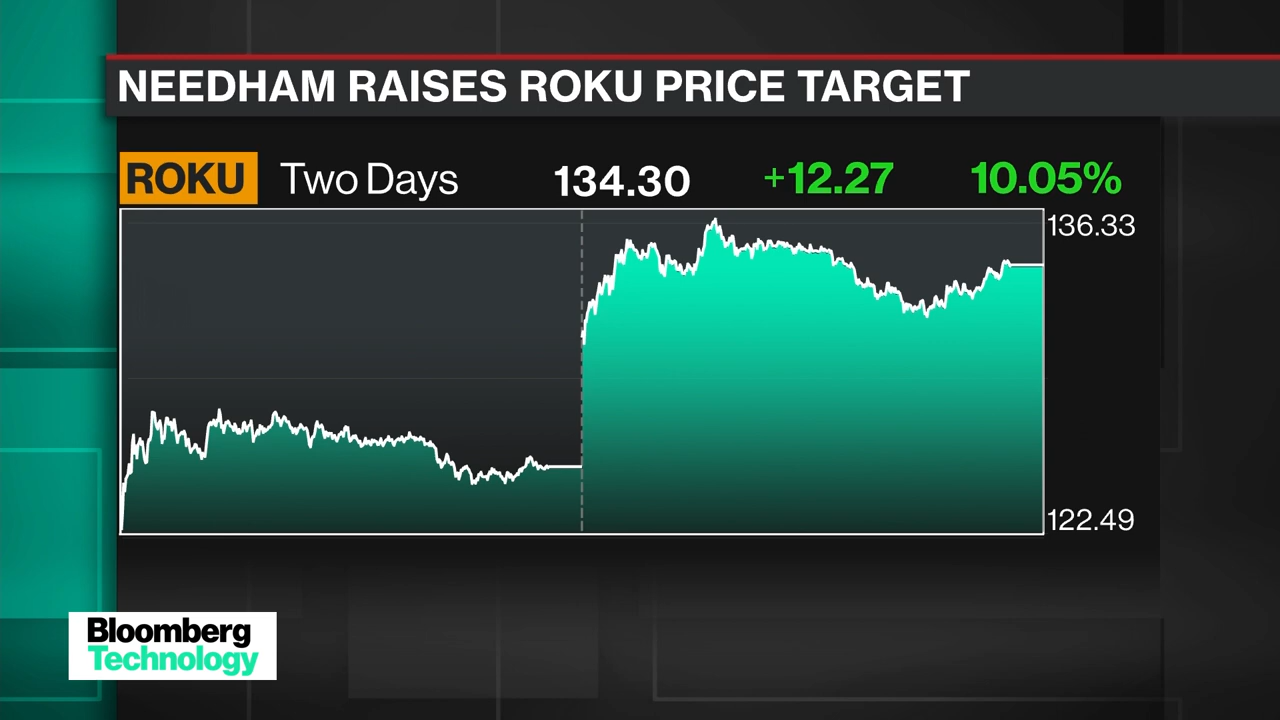 NEEDHAM RAISES ROKU PRICE TARGET
ROKU Two Days 134.30 +12.27 10.05%
136.33
122.49
Bloomberg
Technology